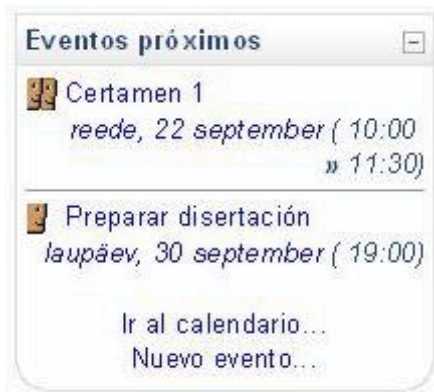 Eventos próximos
Certamen 1
reede, 22 september ( 10:00
» 11:30)
Preparar disertación
laupäev, 30 september ( 19:00)
Ir al calendario...
Nuevo evento...